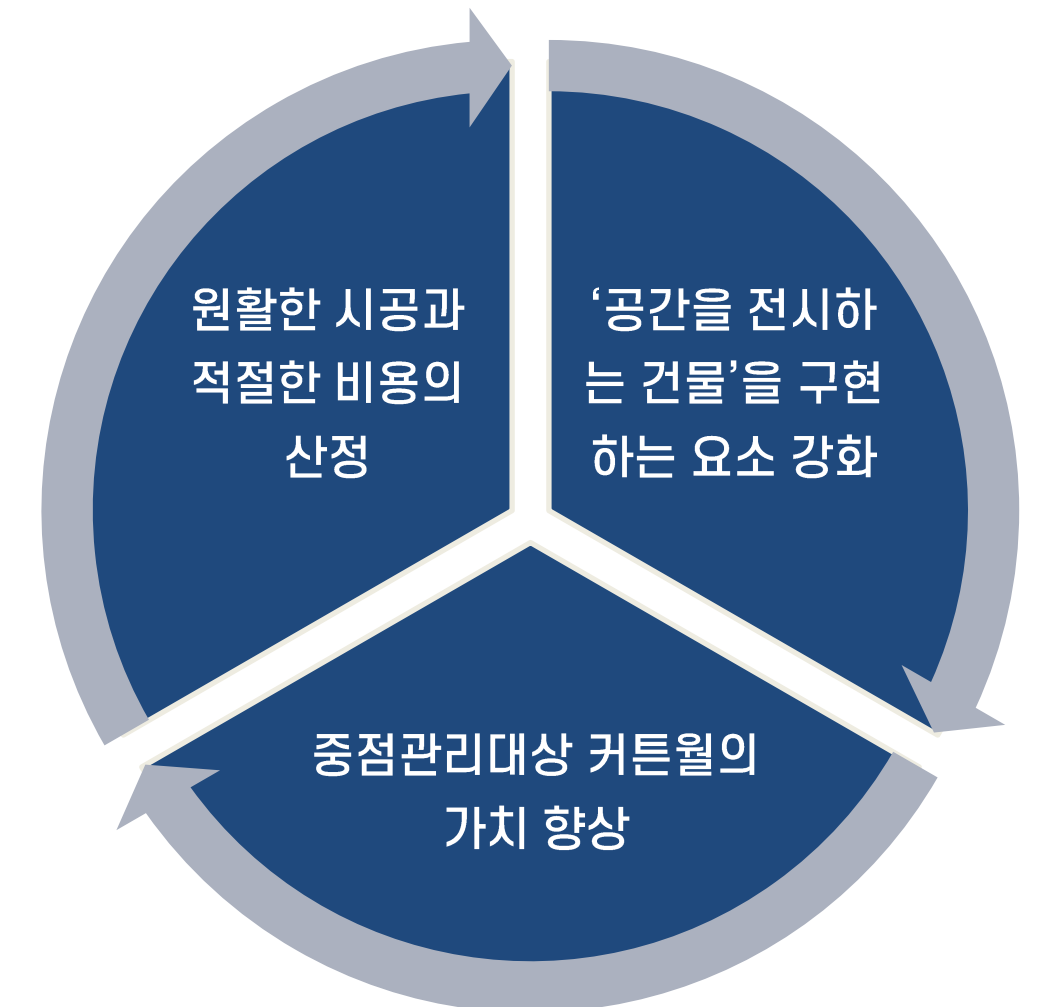 원활한 시공과
적절한 비용의
산정
‘공간을 전시하
는 건물’을 구현
하는 요소 강화
중점관리대상 커튼월의
가치 향상